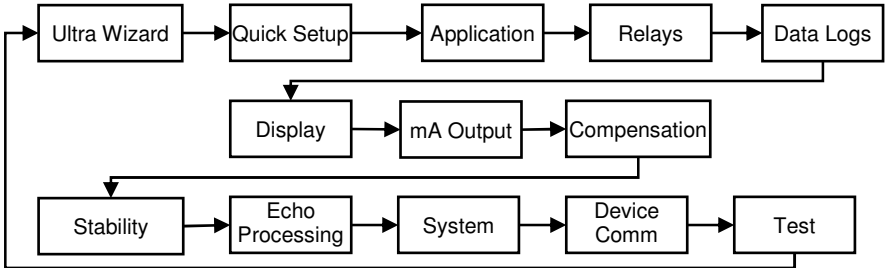 Ultra Wizard
Quick Setup
Application
Relays
Data Logs
Display
mA Output
Compensation
Stability
Echo
Processing
System
Device
Comm
Test